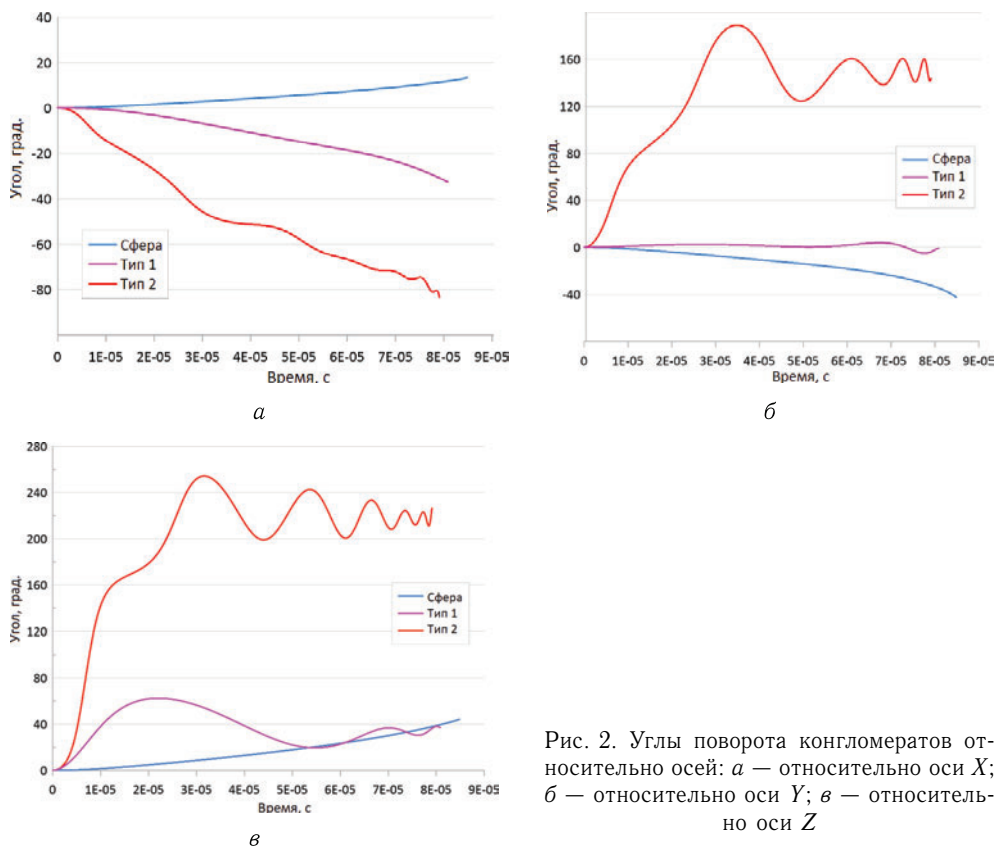 40
20
0
-20
-40
-60
-80
Угол, град.
Сфера
Тип 1
Тип 2
0 1E-05 2E-05 3E-05 4E-05 5E-05 6E-05 7E-05 8E-05 9E-05
Время, с
а
160
120
80
40
0
-40
Угол, град.
Сфера
Тип 1
Тип 2
0 1E-05 2E-05 3E-05 4E-05 5E-05 6E-05 7E-05 8E-05 9E-05
Время, с
б
280
240
200
160
120
80
40
0
Угол, град.
Сфера
Тип 1
Тип 2
0 1E-05 2E-05 3E-05 4E-05 5E-05 6E-05 7E-05 8E-05 9E-05
Время, с
в
Рис. 2. Углы поворота конгломератов от-
носительно осей: а — относительно оси X;
б — относительно оси Y; в — относитель-
но оси Z